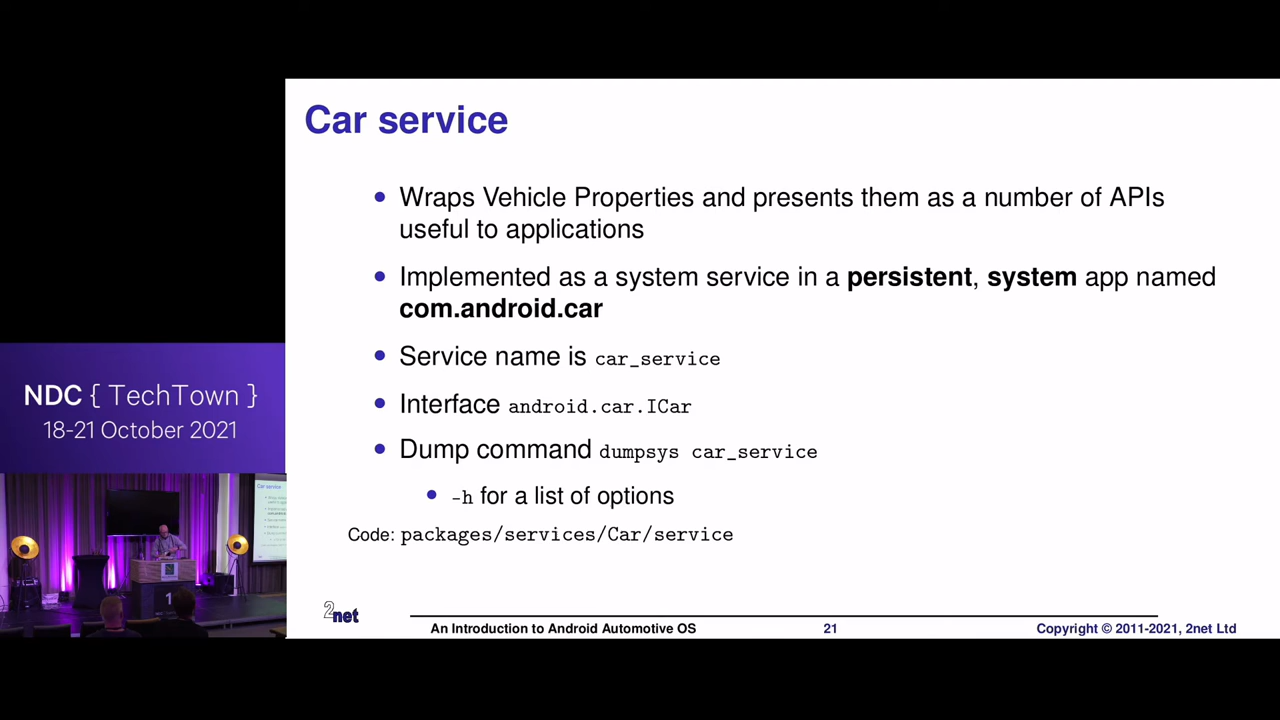 Car service
• Wraps Vehicle Properties and presents them as a number of APIs
useful to applications
• Implemented as a system service in a persistent, system app named
com.android.car
• Service name is car_service
• Interface android.car.ICar
• Dump command dumpsys car_service
• -h for a list of options
Code: packages/services/Car/service
2net
An Introduction to Android Automotive OS 21 Copyright © 2011-2021, 2net Ltd
NDC { TechTown }
18-21 October 2021
Car service
1